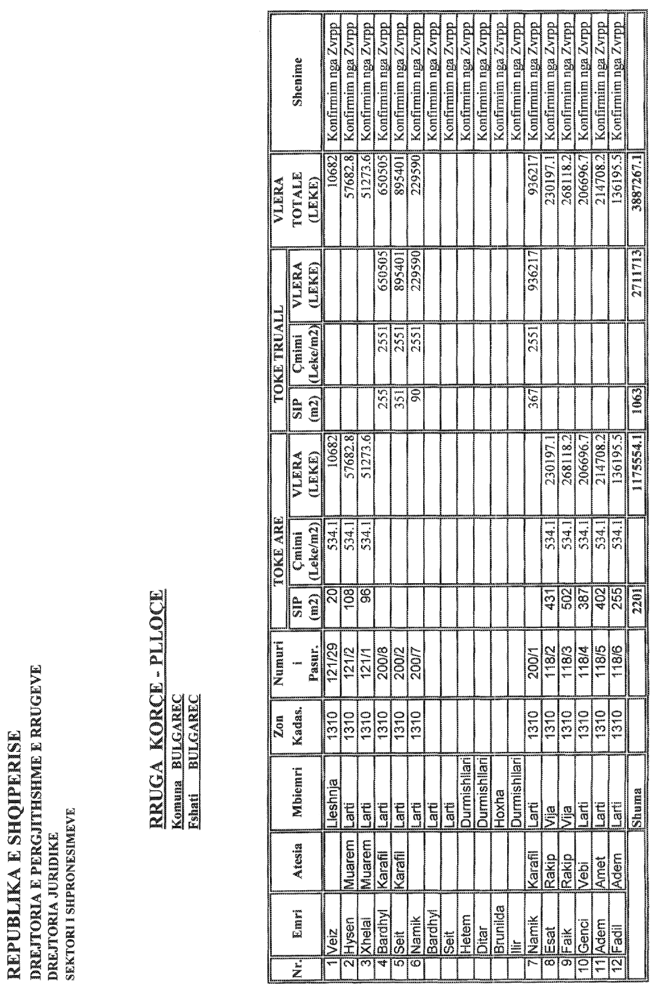 REPUBLIKA E SHQIPERISE
DREJTORIA E PERGJITHSHME E RRUGEVE
DREJTORIA JURIDIKE
SEKTORI I SHPRONESIMEVE
RRUGA KORÇE - PLLOÇE
Komuna BULGAREC
Fshati BULGAREC
Nr. Emri Atesia Mbiemri Zon Kadas. Numuri i Pasur. TOKE ARE TOKE TRUALL VLERA TOTALE (LEKE) Shenime
SIP (m2) Çmimi (Leke/m2) VLERA (LEKE) SIP (m2) Çmimi (Leke/m2) VLERA (LEKE)
1 Veiz Lleshnja 1310 121/29 20 534.1 10682 10682 Konfirmim nga Zvrpp
2 Hysen Muarem Larti 1310 121/2 108 534.1 57682.8 57682.8 Konfirmim nga Zvrpp
3 Xhelal Muarem Larti 1310 121/1 96 534.1 51273.6 51273.6 Konfirmim nga Zvrpp
4 Bardhyl Karafil Larti 1310 200/8 255 2551 650505 650505 Konfirmim nga Zvrpp
5 Seit Karafil Larti 1310 200/2 351 2551 895401 895401 Konfirmim nga Zvrpp
6 Namik Larti 1310 200/7 90 2551 229590 229590 Konfirmim nga Zvrpp
Bardhyl Larti Konfirmim nga Zvrpp
Seit Larti Konfirmim nga Zvrpp
Hetem Durmishllari Konfirmim nga Zvrpp
Ditar Durmishllari Konfirmim nga Zvrpp
Brunilda Hoxha Konfirmim nga Zvrpp
Ilir Durmishllari Konfirmim nga Zvrpp
7 Namik Karafil Larti 1310 200/1 367 2551 936217 936217 Konfirmim nga Zvrpp
8 Esat Rakip Vija 1310 118/2 431 534.1 230197.1 230197.1 Konfirmim nga Zvrpp
9 Faik Rakip Vija 1310 118/3 502 534.1 268118.2 268118.2 Konfirmim nga Zvrpp
10 Genci Vebi Larti 1310 118/4 387 534.1 206696.7 206696.7 Konfirmim nga Zvrpp
11 Adem Amet Larti 1310 118/5 402 534.1 214708.2 214708.2 Konfirmim nga Zvrpp
12 Fadil Adem Larti 1310 118/6 255 534.1 136195.5 136195.5 Konfirmim nga Zvrpp
Shuma 2201 1175554.1 1063 2711713 3887267.1